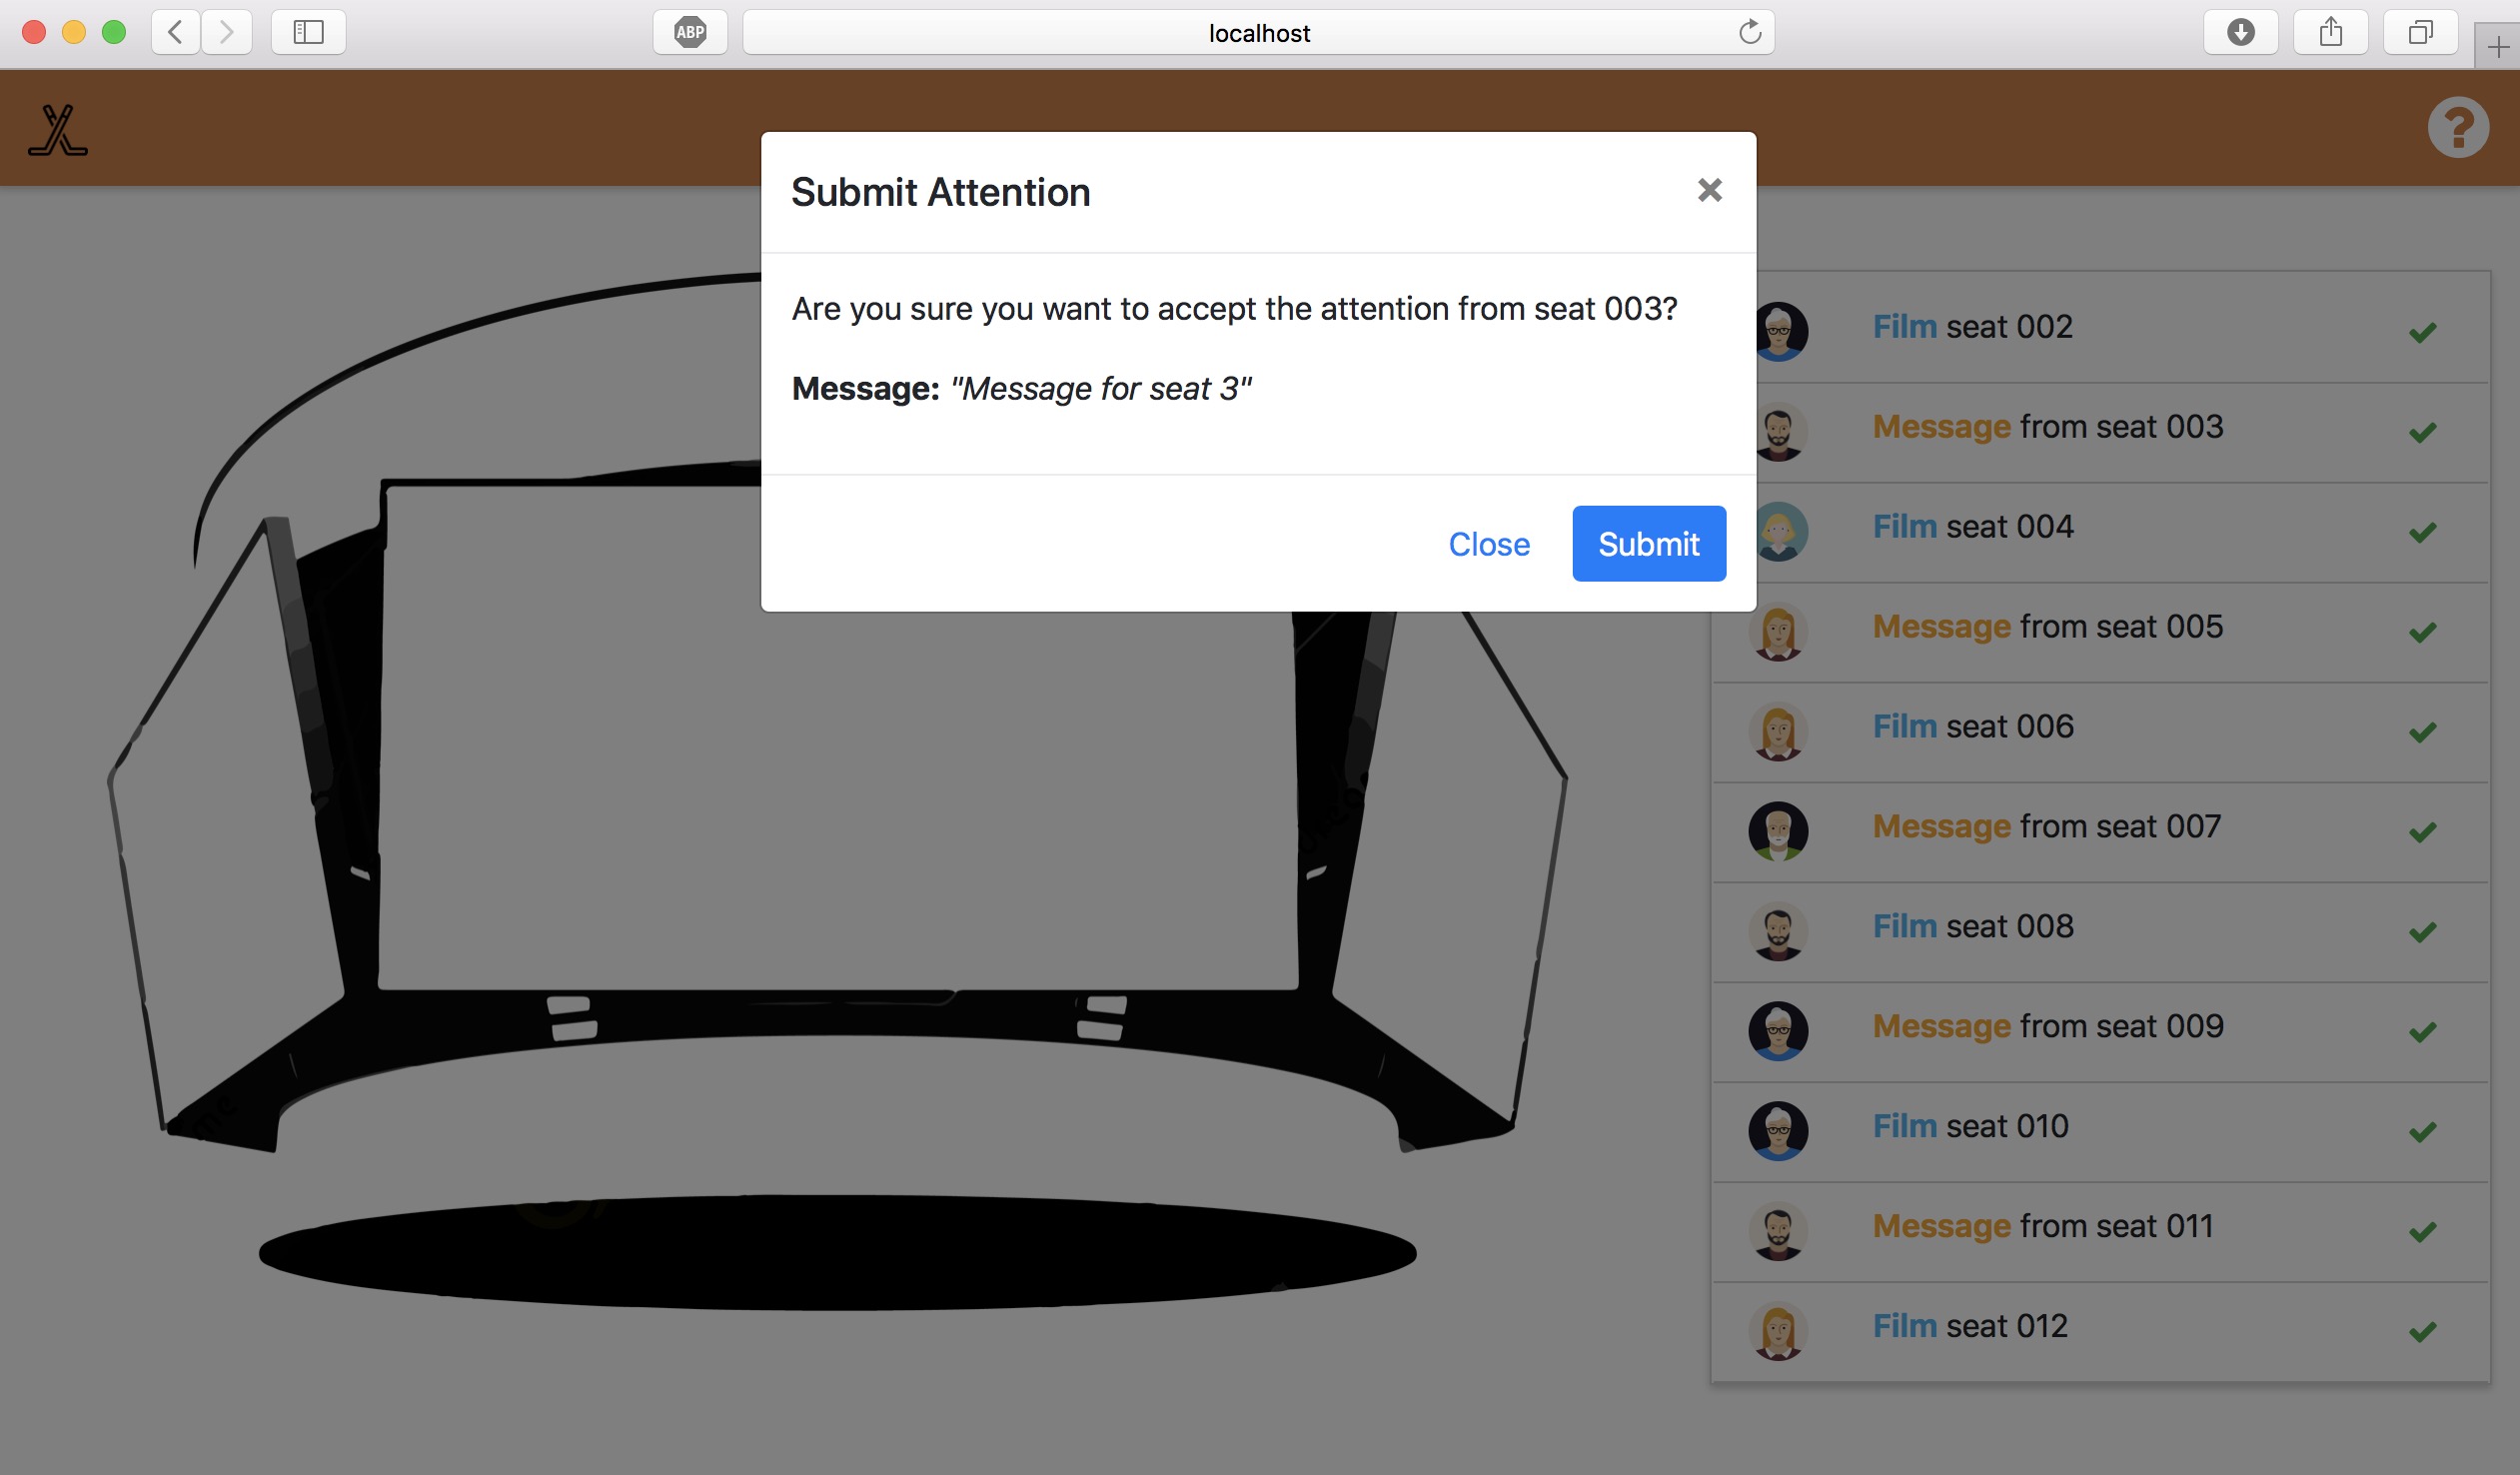 ABP
localhost
Submit Attention
Are you sure you want to accept the attention from seat 003?
Message: "Message for seat 3"
Close
Submit
Film seat 002
Message from seat 003
Film seat 004
Message from seat 005
Film seat 006
Message from seat 007
Film seat 008
Message from seat 009
Film seat 010
Message from seat 011
Film seat 012